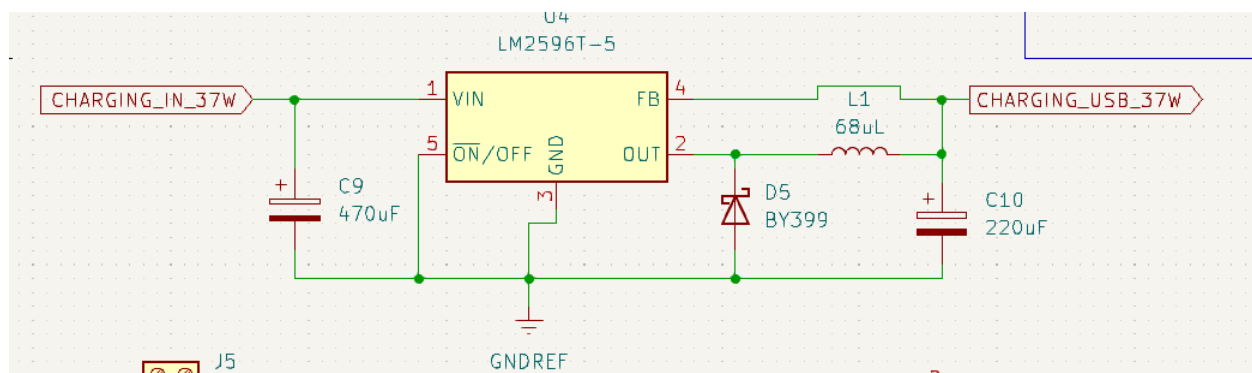 U4
LM2596T-5
CHARGING_IN_37W
1
VIN
FB
4
L1
68uL
CHARGING_USB_37W
5
ON/OFF
GND
OUT
2
3
C9
470uF
D5
BY399
C10
220uF
J5
GNDREF